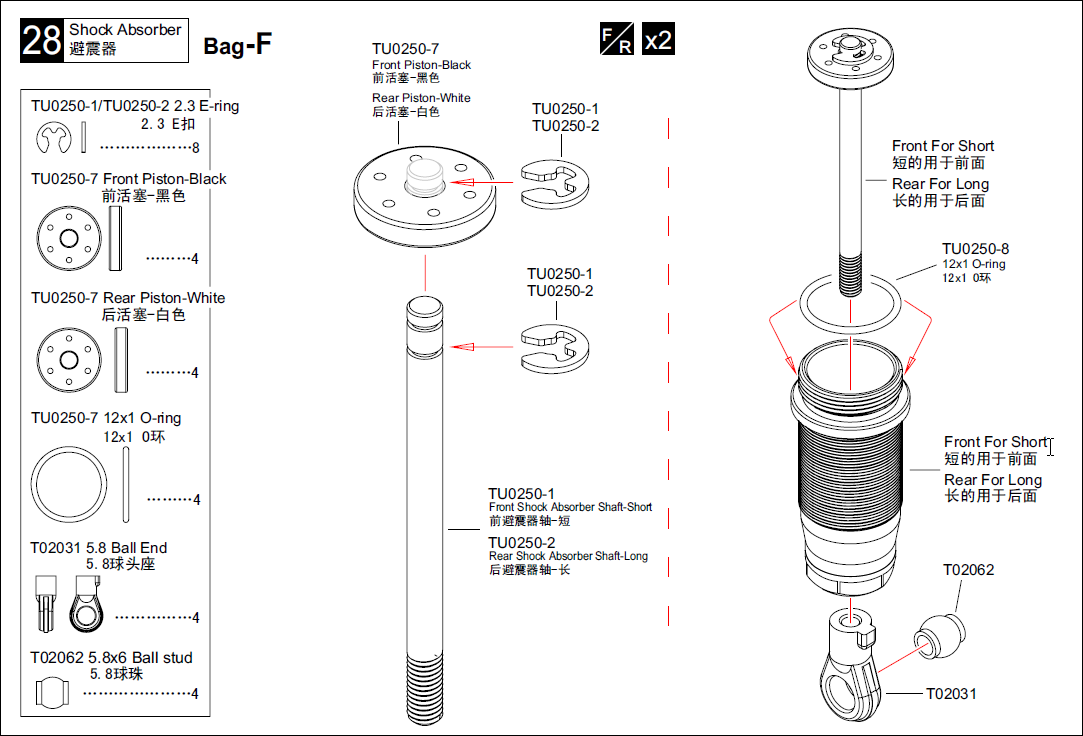 28
Shock Absorber
避震器
Bag-F
F/R
x2
TU0250-1/TU0250-2 2.3 E-ring
2.3 E扣
………………8
TU0250-7 Front Piston-Black
前活塞-黑色
………4
TU0250-7 Rear Piston-White
后活塞-白色
………4
TU0250-7 12x1 O-ring
12x1 O环
………4
T02031 5.8 Ball End
5.8球头座
……………4
T02062 5.8x6 Ball stud
5.8球珠
…………………4
TU0250-7
Front Piston-Black
前活塞-黑色
Rear Piston-White
后活塞-白色
TU0250-1
TU0250-2
TU0250-1
TU0250-2
TU0250-1
Front Shock Absorber Shaft-Short
前避震器轴-短
TU0250-2
Rear Shock Absorber Shaft-Long
后避震器轴-长
Front For Short
短的用于前面
Rear For Long
长的用于后面
TU0250-8
12x1 O-ring
12x1 O环
Front For Short
短的用于前面
Rear For Long
长的用于后面
T02062
T02031